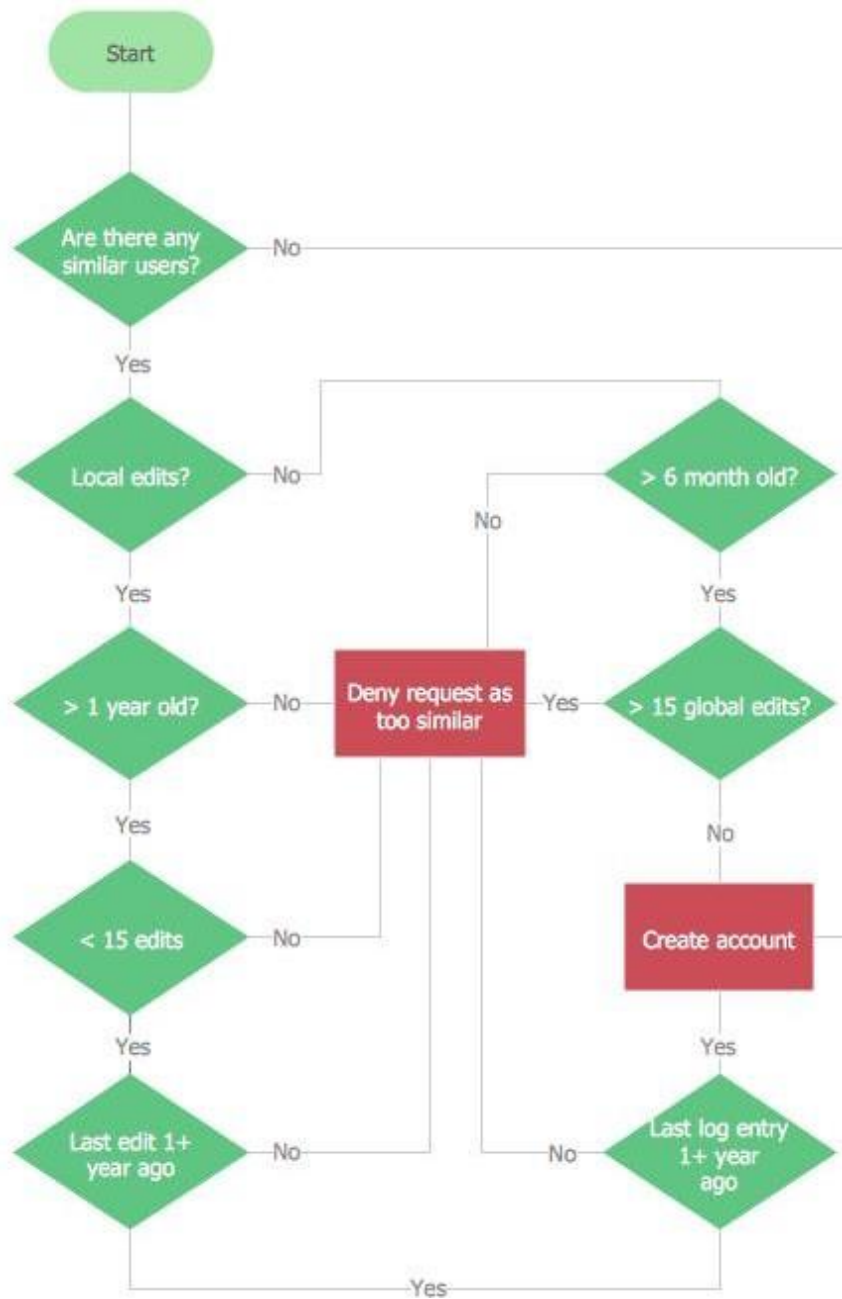 Start
Are there any
similar users?
No
Yes
Local edits?
No
> 6 month old?
No
Yes
Yes
> 1 year old?
No
Deny request as
too similar
Yes
> 15 global edits?
Yes
No
< 15 edits
No
Create account
Yes
Yes
Last edit 1+
year ago
No
No
Last log entry
1+ year
ago
Yes